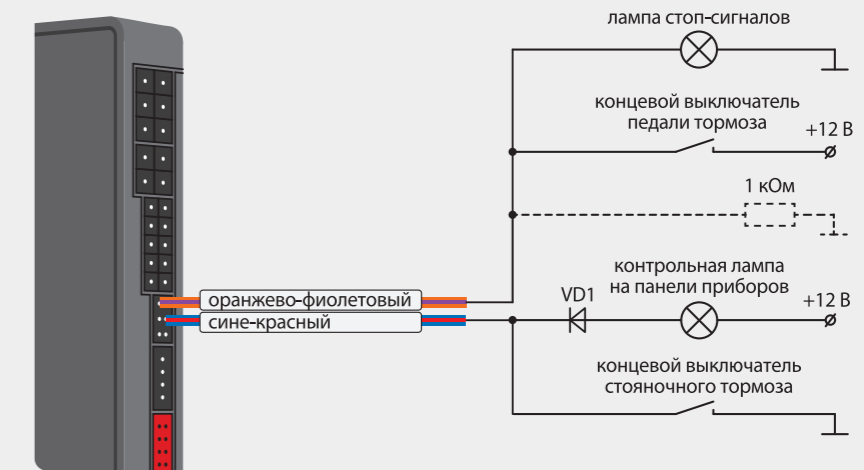 лампа стоп-сигналов
концевой выключатель
педали тормоза
+12 В
1 кОм
оранжево-фиолетовый
сине-красный
контрольная лампа
на панели приборов
VD1
+12 В
концевой выключатель
стояночного тормоза